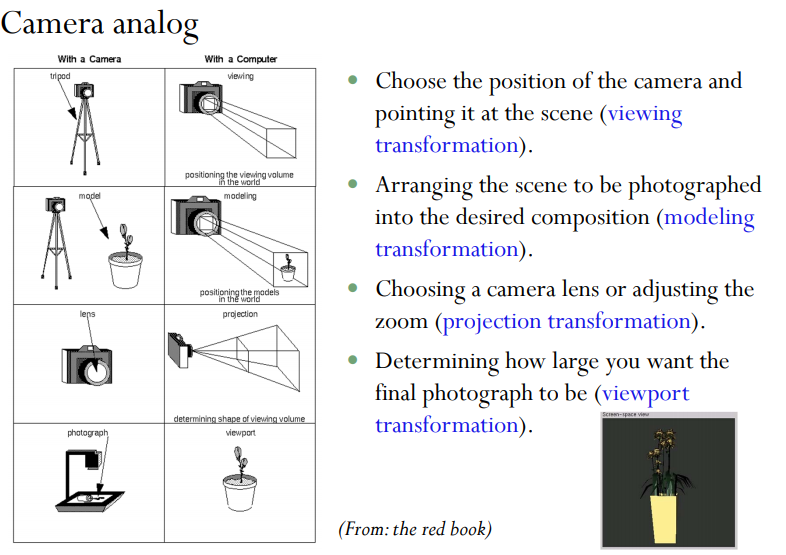 Camera analog
With a Camera
With a Computer
tripod
viewing
positioning the viewing volume
in the world
model
modeling
positioning the models
in the world
lens
projection
determining shape of viewing volume
photograph
viewport
• Choose the position of the camera and
pointing it at the scene (viewing
transformation).
• Arranging the scene to be photographed
into the desired composition (modeling
transformation).
• Choosing a camera lens or adjusting the
zoom (projection transformation).
• Determining how large you want the
final photograph to be (viewport
transformation).
Screen-space view
(From: the red book)